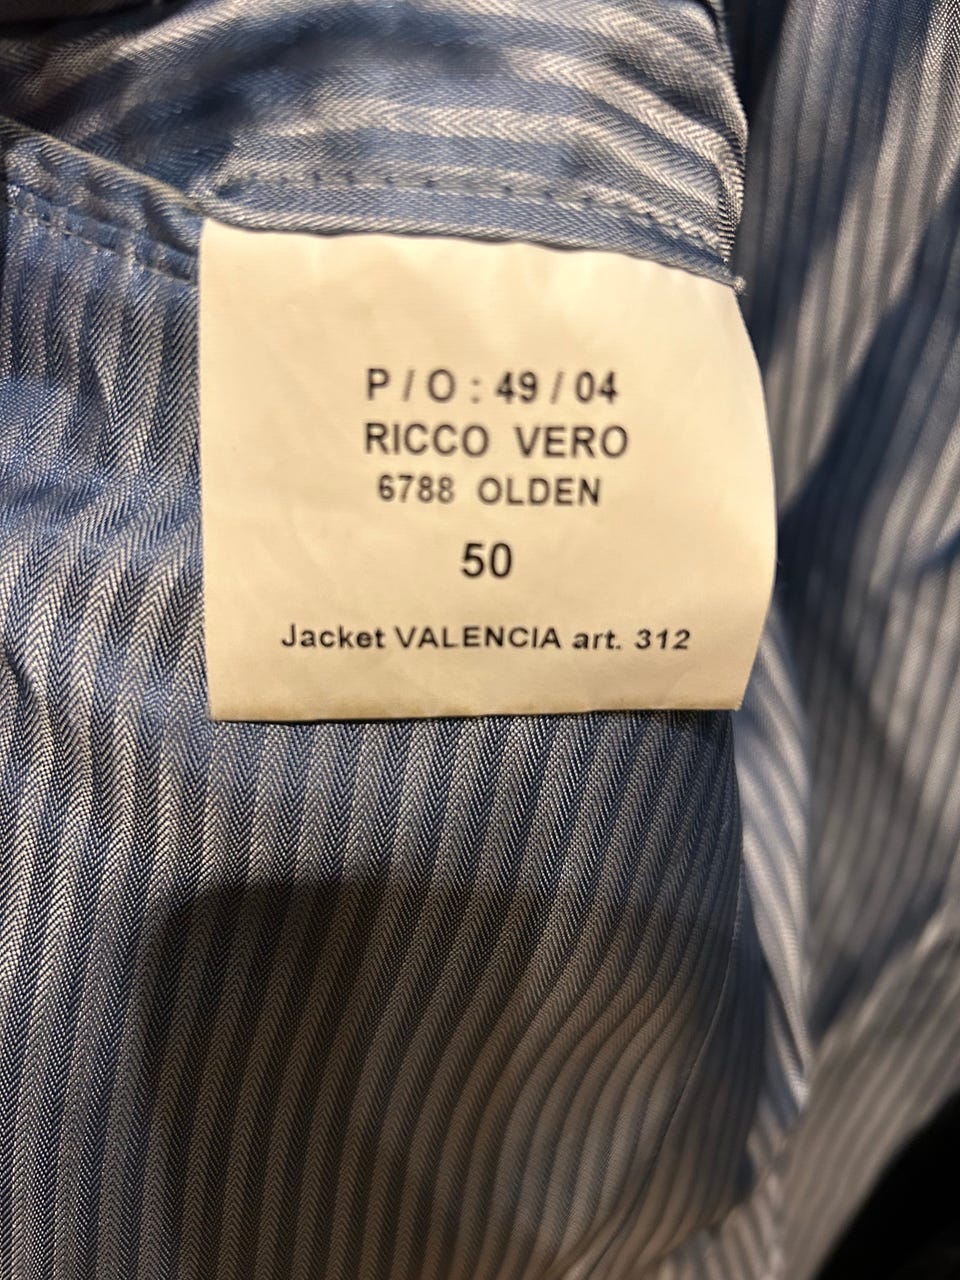 P / O : 49 / 04
RICCO VERO
6788 OLDEN
50
Jacket VALENCIA art. 312